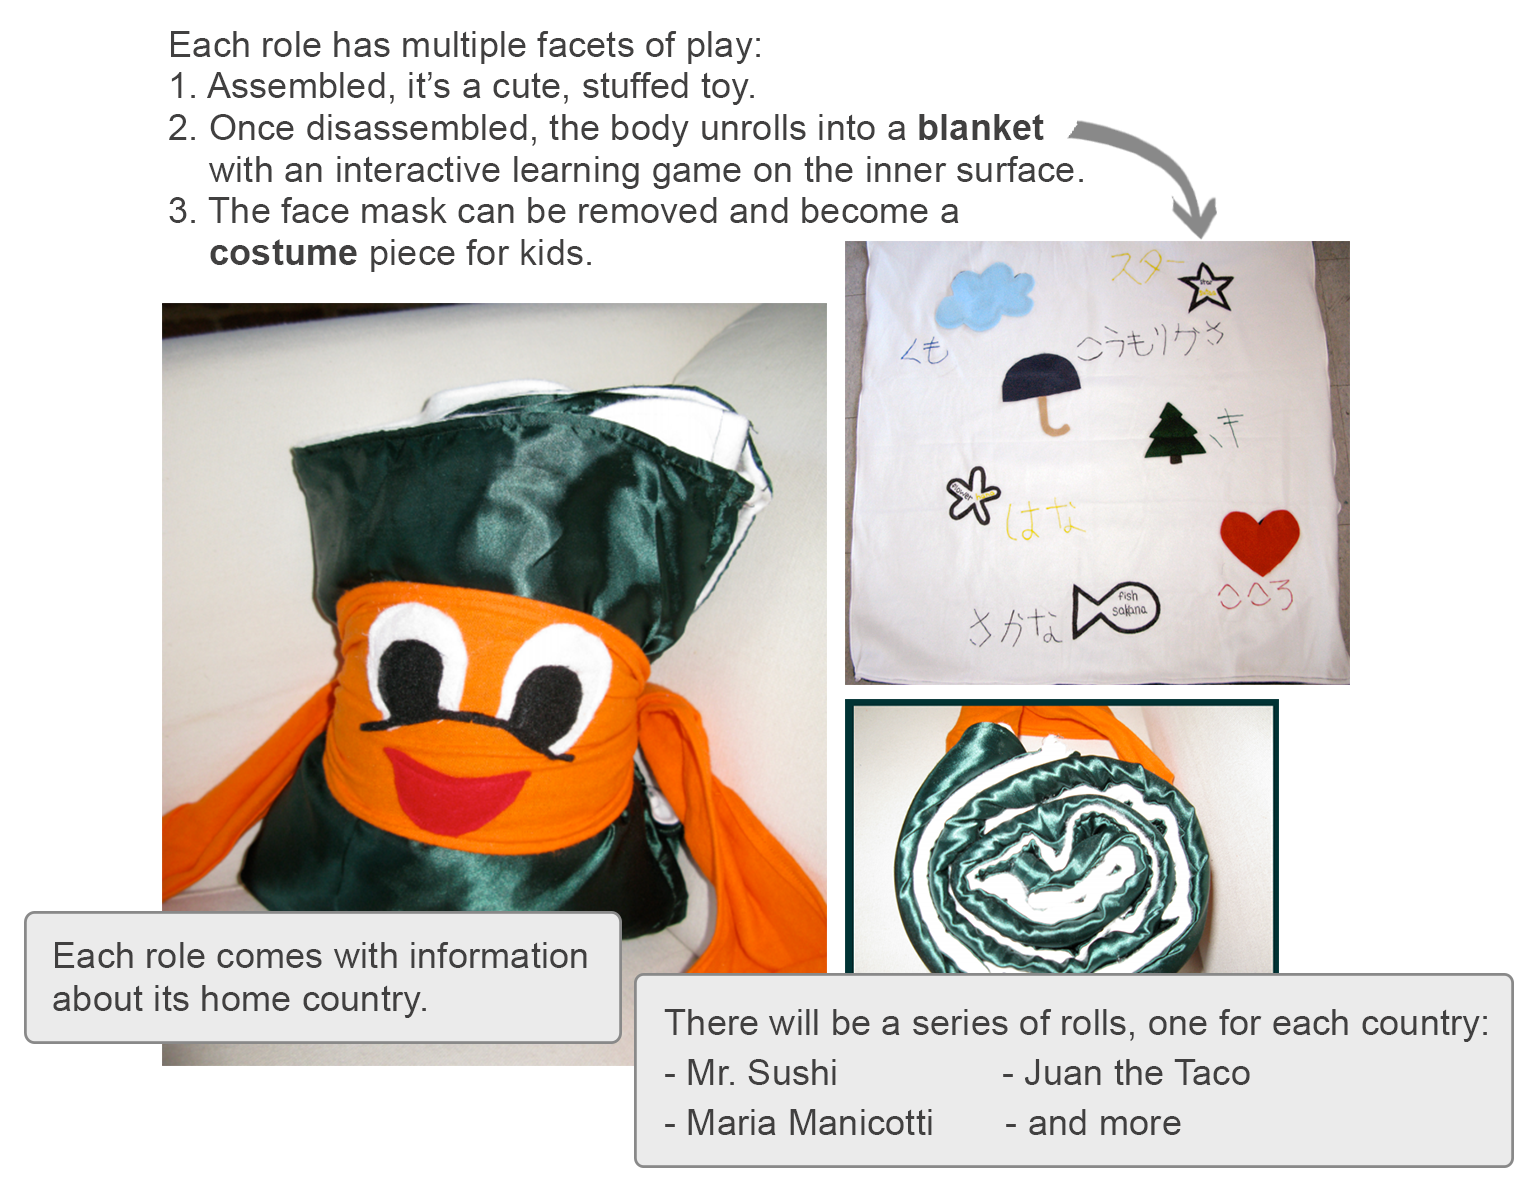 Each role has multiple facets of play:
1. Assembled, it’s a cute, stuffed toy.
2. Once disassembled, the body unrolls into a blanket
with an interactive learning game on the inner surface.
3. The face mask can be removed and become a
costume piece for kids.
スター
star
くも
こうもりかさ
き
flower
はな
こころ
fish
sakana
さかな
Each role comes with information
about its home country.
There will be a series of rolls, one for each country:
- Mr. Sushi
- Juan the Taco
- Maria Manicotti
- and more